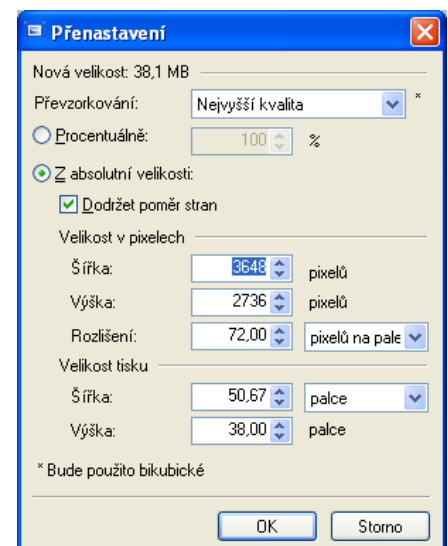 Přenastavení
Nová velikost: 38,1 MB
Převzorkování: Nejvyšší kvalita *
Procentuálně: 100 %
Z absolutní velikosti:
Dodržet poměr stran
Velikost v pixelech
Šířka: 3648 pixelů
Výška: 2736 pixelů
Rozlišení: 72,00 pixelů na pale
Velikost tisku
Šířka: 50,67 palce
Výška: 38,00 palce
* Bude použito bikubické
OK Storno